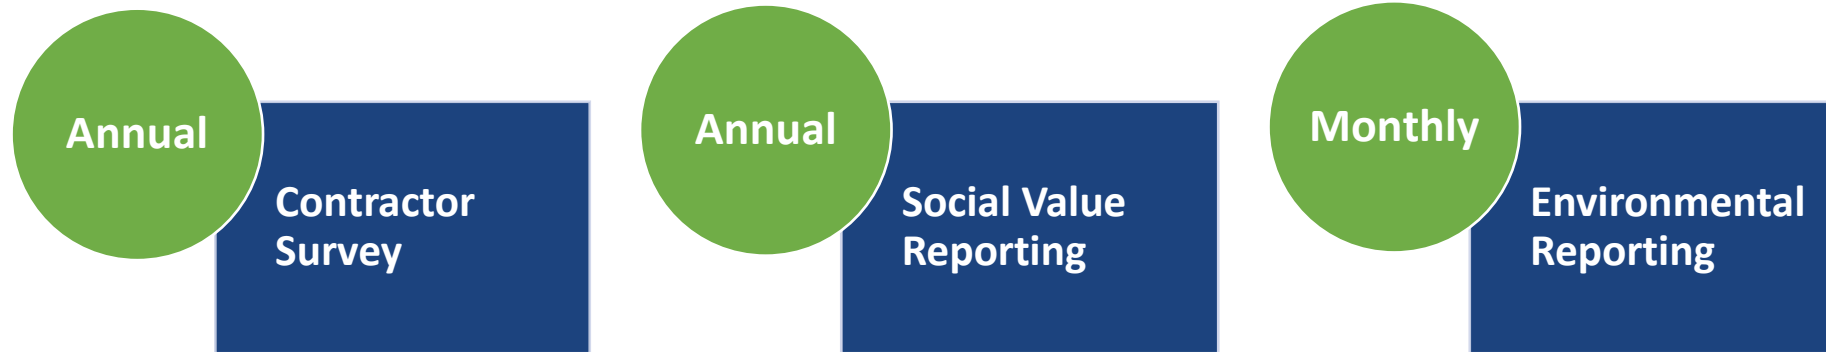 Annual
Contractor
Survey
Annual
Social Value
Reporting
Monthly
Environmental
Reporting